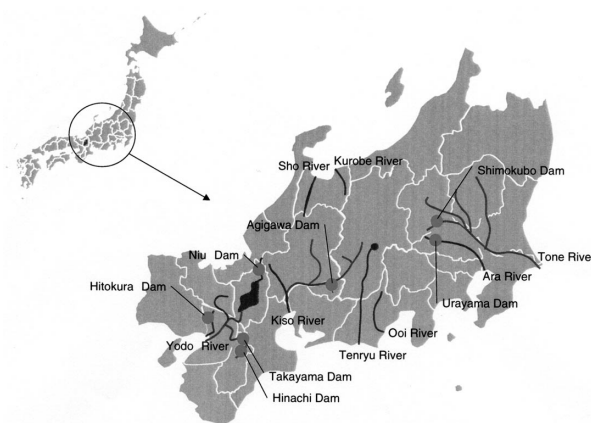 Sho River
Kurobe River
Shimokubo Dam
Agigawa Dam
Niu Dam
Tone Rive
Ara River
Hitokura Dam
Urayama Dam
Kiso River
Ooi River
Yodo River
Tenryu River
Takayama Dam
Hinachi Dam